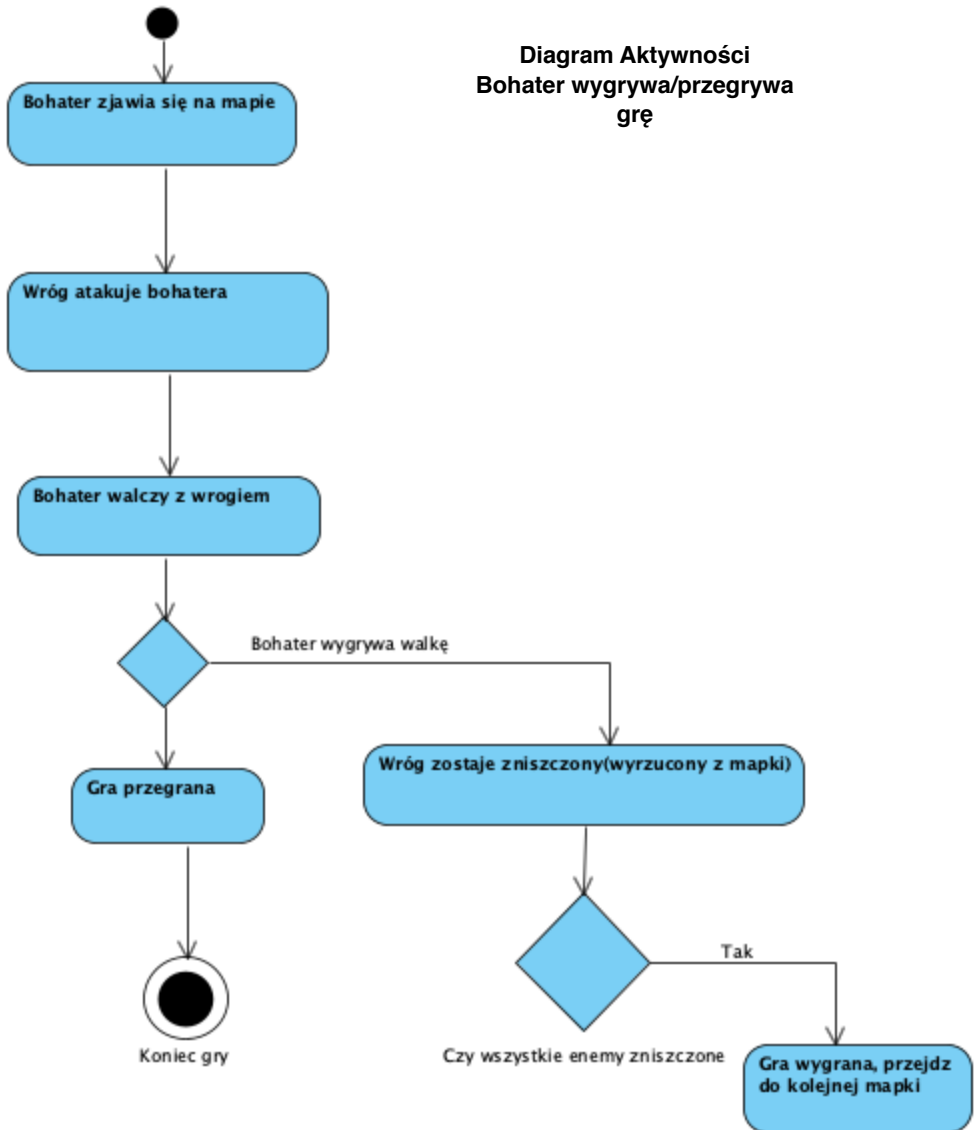 Diagram Aktywności
Bohater wygrywa/przegrywa
grę
Bohater zjawia się na mapie
Wróg atakuje bohatera
Bohater walczy z wrogiem
Bohater wygrywa walkę
Wróg zostaje zniszczony(wyrzucony z mapki)
Gra przegrana
Tak
Koniec gry
Czy wszystkie enemy zniszczone
Gra wygrana, przejdz
do kolejnej mapki